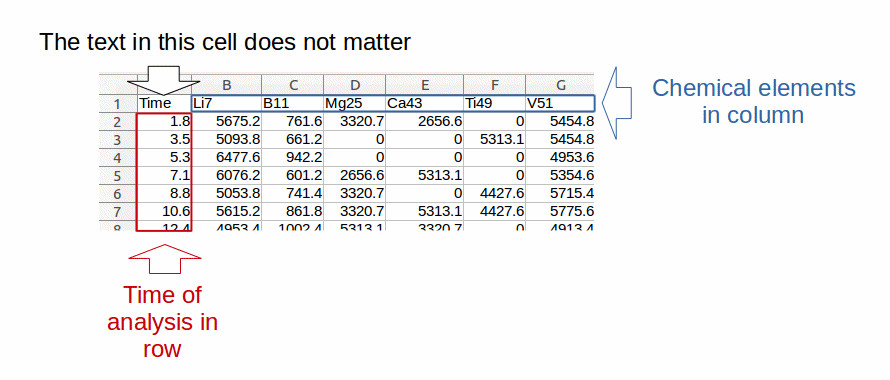 The text in this cell does not matter
B C D E F G
1 Time Li7 B11 Mg25 Ca43 Ti49 V51
2 1.8 5675.2 761.6 3320.7 2656.6 0 5454.8
3 3.5 5093.8 661.2 0 0 5313.1 5454.8
4 5.3 6477.6 942.2 0 0 0 4953.6
5 7.1 6076.2 601.2 2656.6 5313.1 0 5354.6
6 8.8 5053.8 741.4 3320.7 0 4427.6 5715.4
7 10.6 5615.2 861.8 3320.7 5313.1 4427.6 5775.6
8 12.4 4953.4 1002.4 5313.1 3320.7 0 4913.4
Chemical elements
in column
Time of
analysis in
row